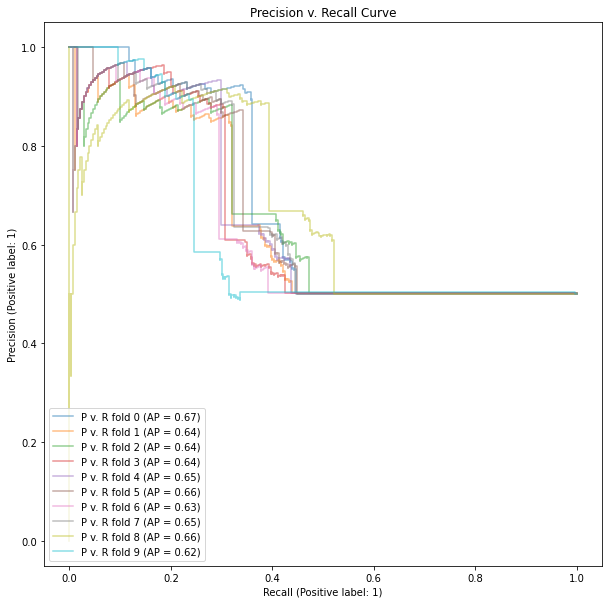 Precision v. Recall Curve
Precision (Positive label: 1)
1.0
0.8
0.6
0.4
0.2
0.0
P v. R fold 0 (AP = 0.67)
P v. R fold 1 (AP = 0.64)
P v. R fold 2 (AP = 0.64)
P v. R fold 3 (AP = 0.64)
P v. R fold 4 (AP = 0.65)
P v. R fold 5 (AP = 0.66)
P v. R fold 6 (AP = 0.63)
P v. R fold 7 (AP = 0.65)
P v. R fold 8 (AP = 0.66)
P v. R fold 9 (AP = 0.62)
0.0 0.2 0.4 0.6 0.8 1.0
Recall (Positive label: 1)